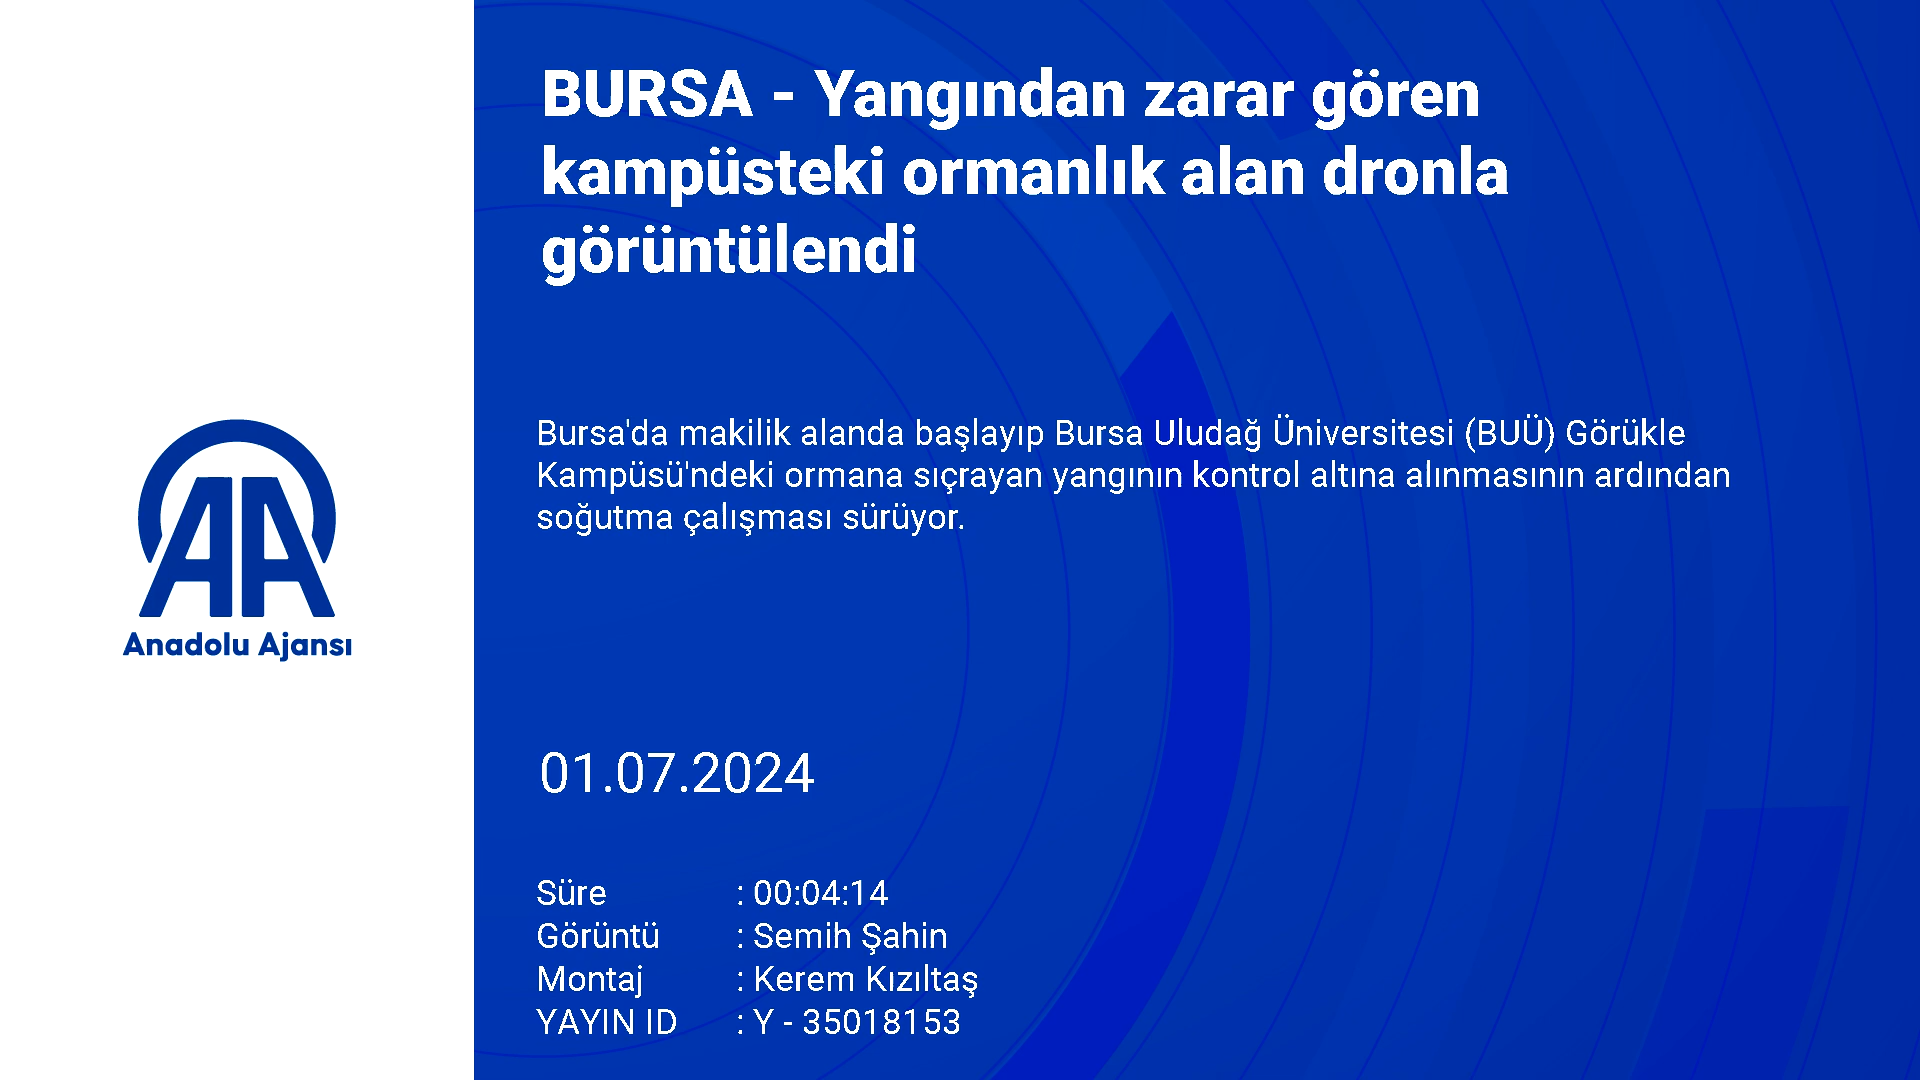 BURSA - Yangından zarar gören
kampüsteki ormanlık alan dronla
görüntülendi
Bursa'da makilik alanda başlayıp Bursa Uludağ Üniversitesi (BUÜ) Görükle
Kampüsü'ndeki ormana sıçrayan yangının kontrol altına alınmasının ardından
soğutma çalışması sürüyor.
AA
Anadolu Ajansı
01.07.2024
Süre : 00:04:14
Görüntü : Semih Şahin
Montaj : Kerem Kızıltaş
YAYIN ID : Y - 35018153